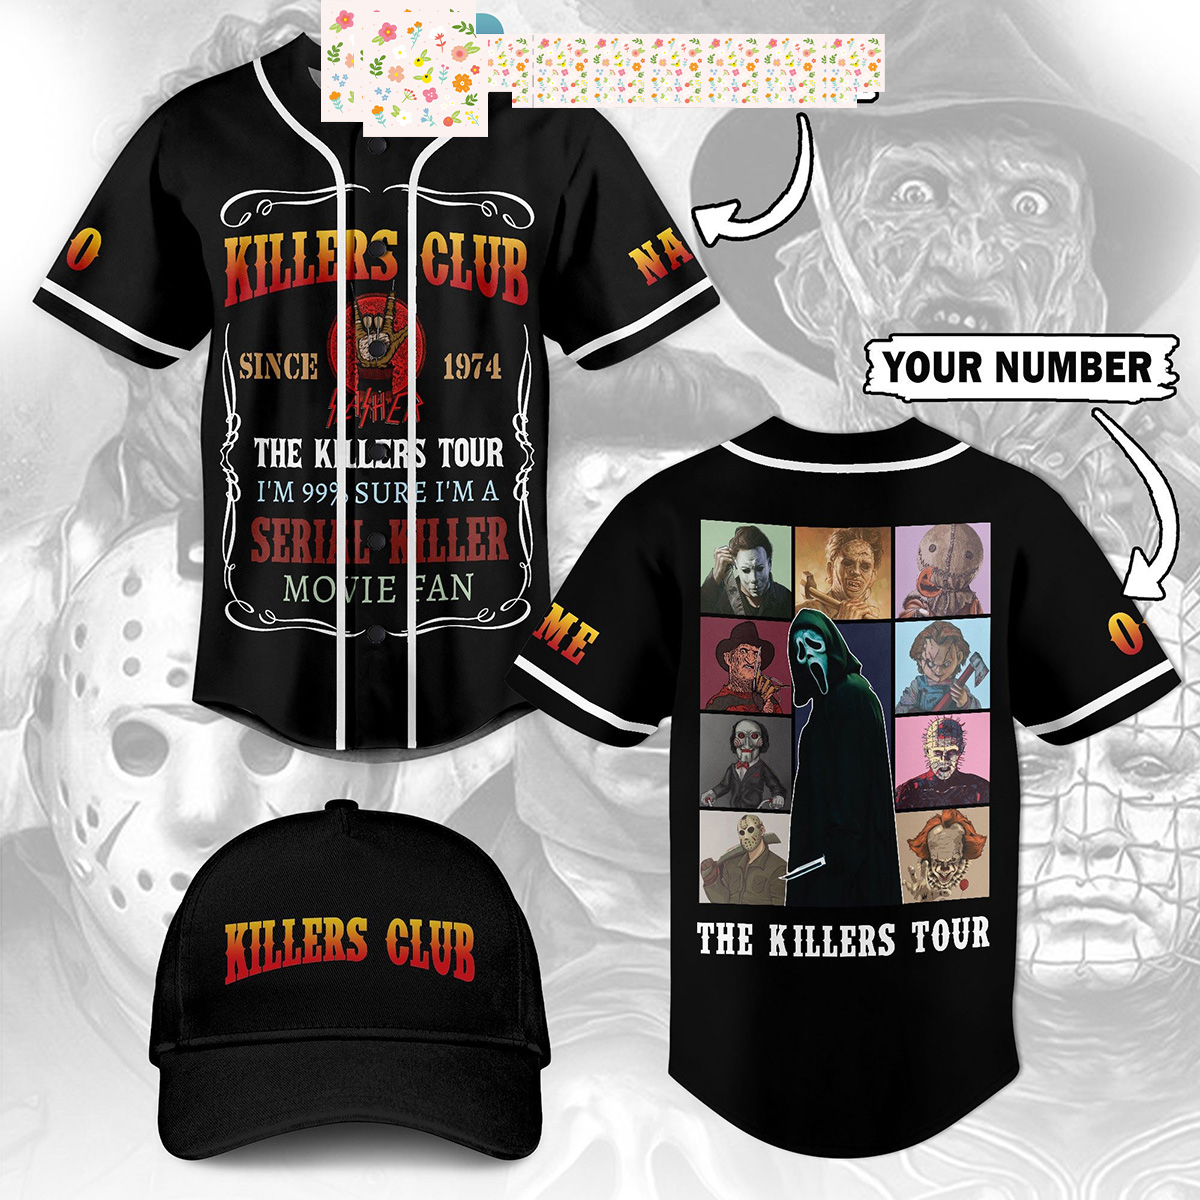 KILLERS CLUB
SINCE 1974
SLASHER
THE KILLERS TOUR
I'M 99% SURE I'M A
SERIAL KILLER
MOVIE FAN
0
NA
YOUR NUMBER
ME
0
THE KILLERS TOUR
KILLERS CLUB